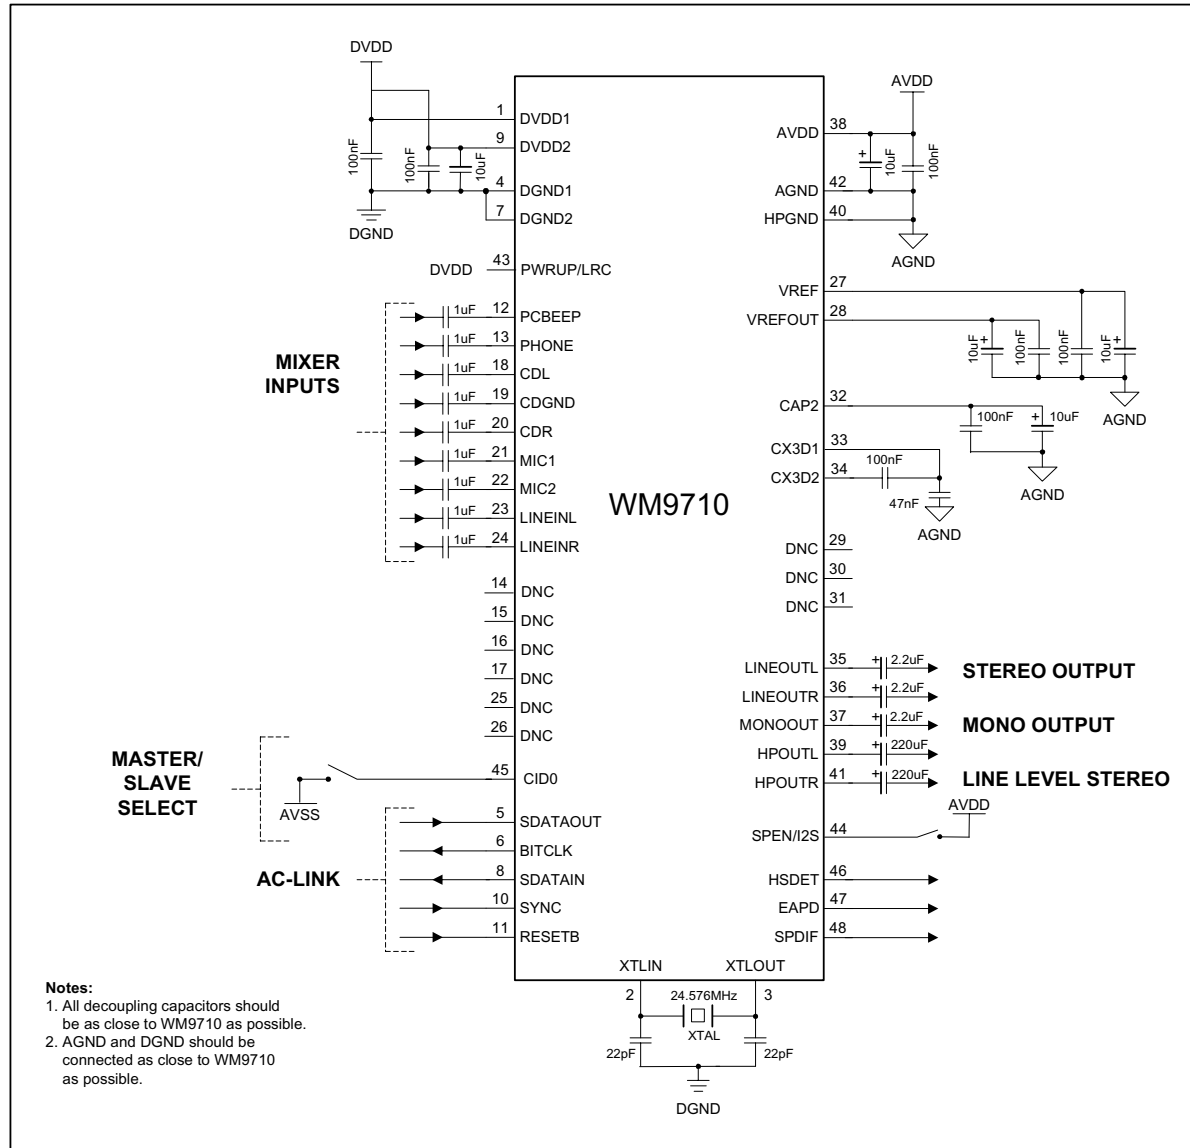 DVDD
AVDD
1 DVDD1
9 DVDD2
100nF
100nF
10uF
4 DGND1
7 DGND2
DGND
AVDD 38
+
10uF
100nF
AGND 42
HPGND 40
AGND
DVDD 43 PWRUP/LRC
MIXER
INPUTS
1uF 12 PCBEEP
1uF 13 PHONE
1uF 18 CDL
1uF 19 CDGND
1uF 20 CDR
1uF 21 MIC1
1uF 22 MIC2
1uF 23 LINEINL
1uF 24 LINEINR
VREF 27
VREFOUT 28
10uF +
100nF
100nF
10uF +
AGND
CAP2 32
100nF + 10uF
AGND
CX3D1 33
CX3D2 34
100nF
47nF
AGND
WM9710
14 DNC
15 DNC
16 DNC
17 DNC
25 DNC
26 DNC
DNC 29
DNC 30
DNC 31
LINEOUTL 35 + 2.2uF
STEREO OUTPUT
LINEOUTR 36 + 2.2uF
MONOOUT 37 + 2.2uF MONO OUTPUT
HPOUTL 39 + 220uF
HPOUTR 41 + 220uF LINE LEVEL STEREO
MASTER/
SLAVE
SELECT
AVSS
45 CID0
AVDD
SPEN/I2S 44
AC-LINK
5 SDATAOUT
6 BITCLK
8 SDATAIN
10 SYNC
11 RESETB
HSDET 46
EAPD 47
SPDIF 48
XTLIN XTLOUT
2 24.576MHz 3
XTAL
22pF 22pF
DGND
Notes:
1. All decoupling capacitors should
be as close to WM9710 as possible.
2. AGND and DGND should be
connected as close to WM9710
as possible.